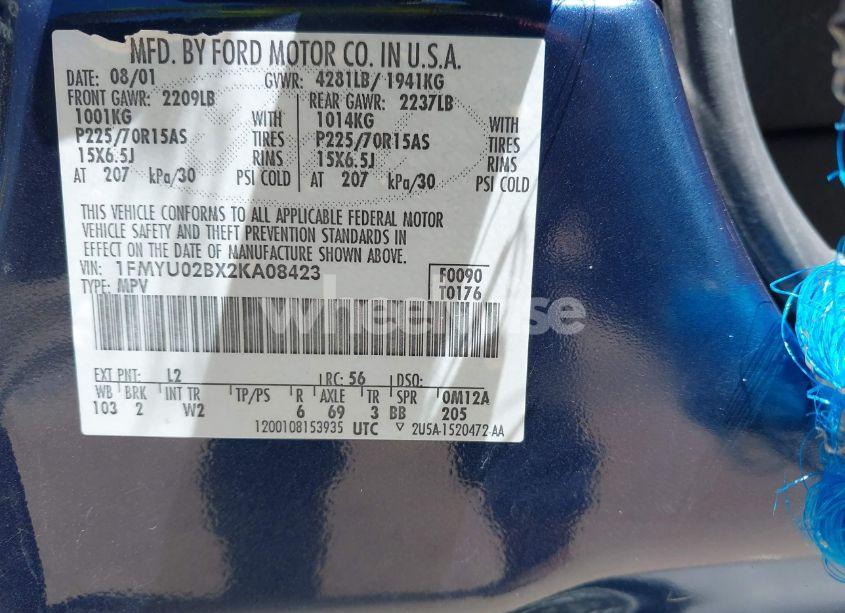 MFD. BY FORD MOTOR CO. IN U.S.A.
DATE: 08/01 GVWR: 4281LB/ 1941KG
FRONT GAWR: 2209LB REAR GAWR: 2237LB
1001KG WITH 1014KG WITH
P225/70R15AS TIRES P225/70R15AS TIRES
15X6.5J RIMS 15X6.5J RIMS
AT 207 kPa/30 PSI COLD AT 207 kPa/30 PSI COLD
THIS VEHICLE CONFORMS TO ALL APPLICABLE FEDERAL MOTOR
VEHICLE SAFETY AND THEFT PREVENTION STANDARDS IN
EFFECT ON THE DATE OF MANUFACTURE SHOWN ABOVE.
VIN: 1FMYU02BX2KA08423 F0090
TYPE: MPV T0176
EXT PNT: L2 RC: 56 DSO:
WB BRK INT TR TP/PS R AXLE TR SPR 0M12A
103 2 W2 6 69 3 BB 205
1200108153935 UTC 2U5A-1520472-AA